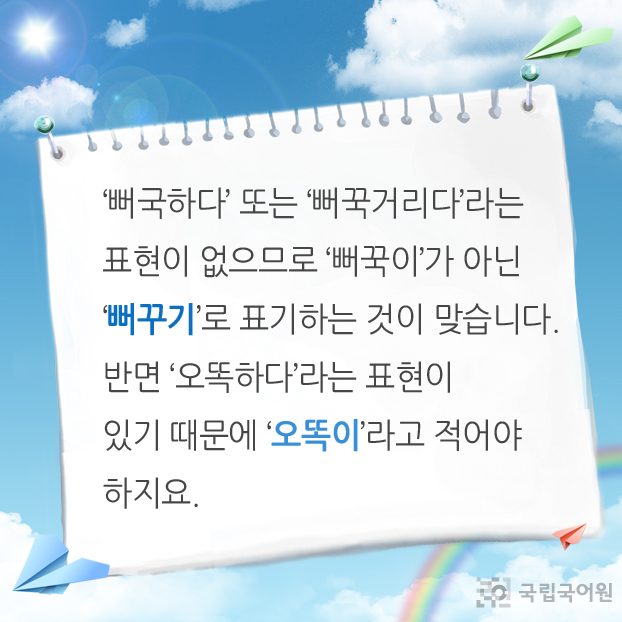 ‘뻐국하다’ 또는 ‘뻐꾹거리다’라는
표현이 없으므로 ‘뻐꾹이’가 아닌
‘뻐꾸기’로 표기하는 것이 맞습니다.
반면 ‘오똑하다’라는 표현이
있기 때문에 ‘오똑이’라고 적어야
하지요.
국립국어원